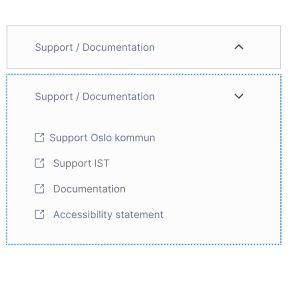 Support / Documentation
Support / Documentation
Support Oslo kommun
Support IST
Documentation
Accessibility statement